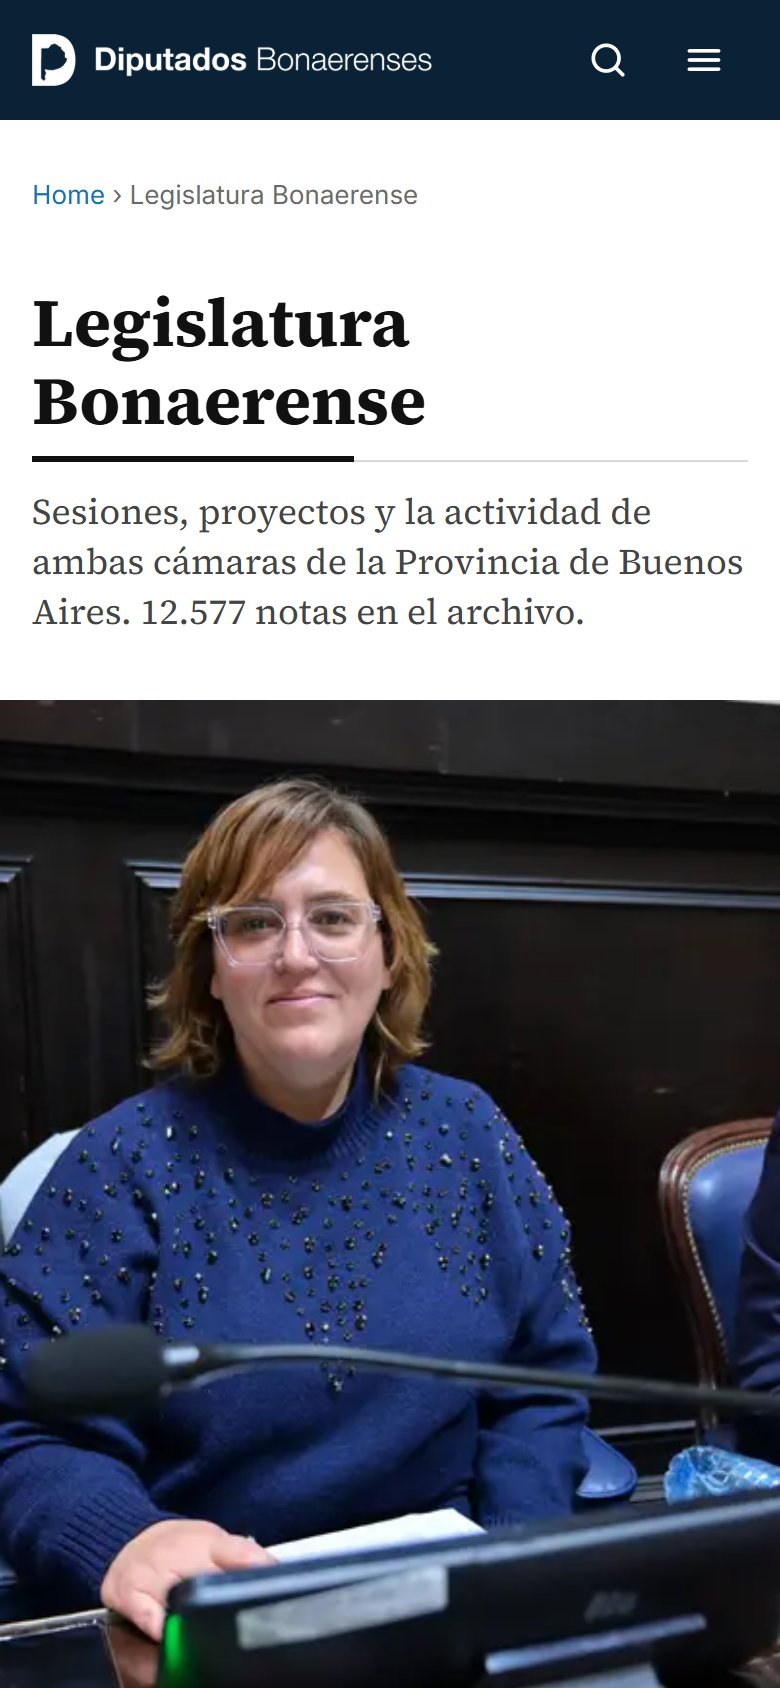 Diputados Bonaerenses
Home › Legislatura Bonaerense
Legislatura
Bonaerense
Sesiones, proyectos y la actividad de
ambas cámaras de la Provincia de Buenos
Aires. 12.577 notas en el archivo.